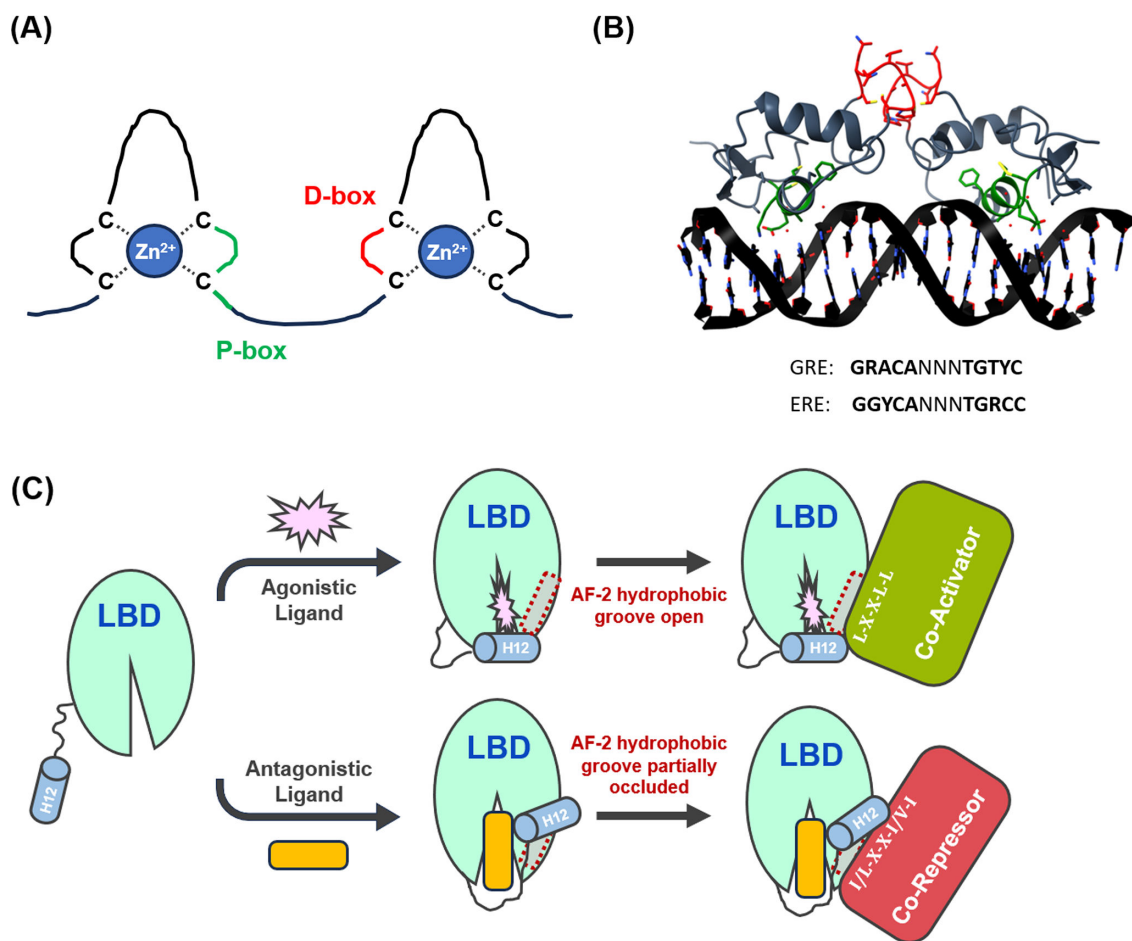 (A)
C
C
Zn²⁺
C
C
P-box
D-box
C
C
Zn²⁺
C
C
(B)
GRE: GRACANNNTGTYC
ERE: GGYCANNNTGRCC
(C)
LBD
H12
Agonistic
Ligand
LBD
H12
AF-2 hydrophobic
groove open
LBD
H12
L-X-X-L-L
Co-Activator
Antagonistic
Ligand
LBD
H12
AF-2 hydrophobic
groove partially
occluded
LBD
H12
I/L-X-X-I/V-I
Co-Repressor